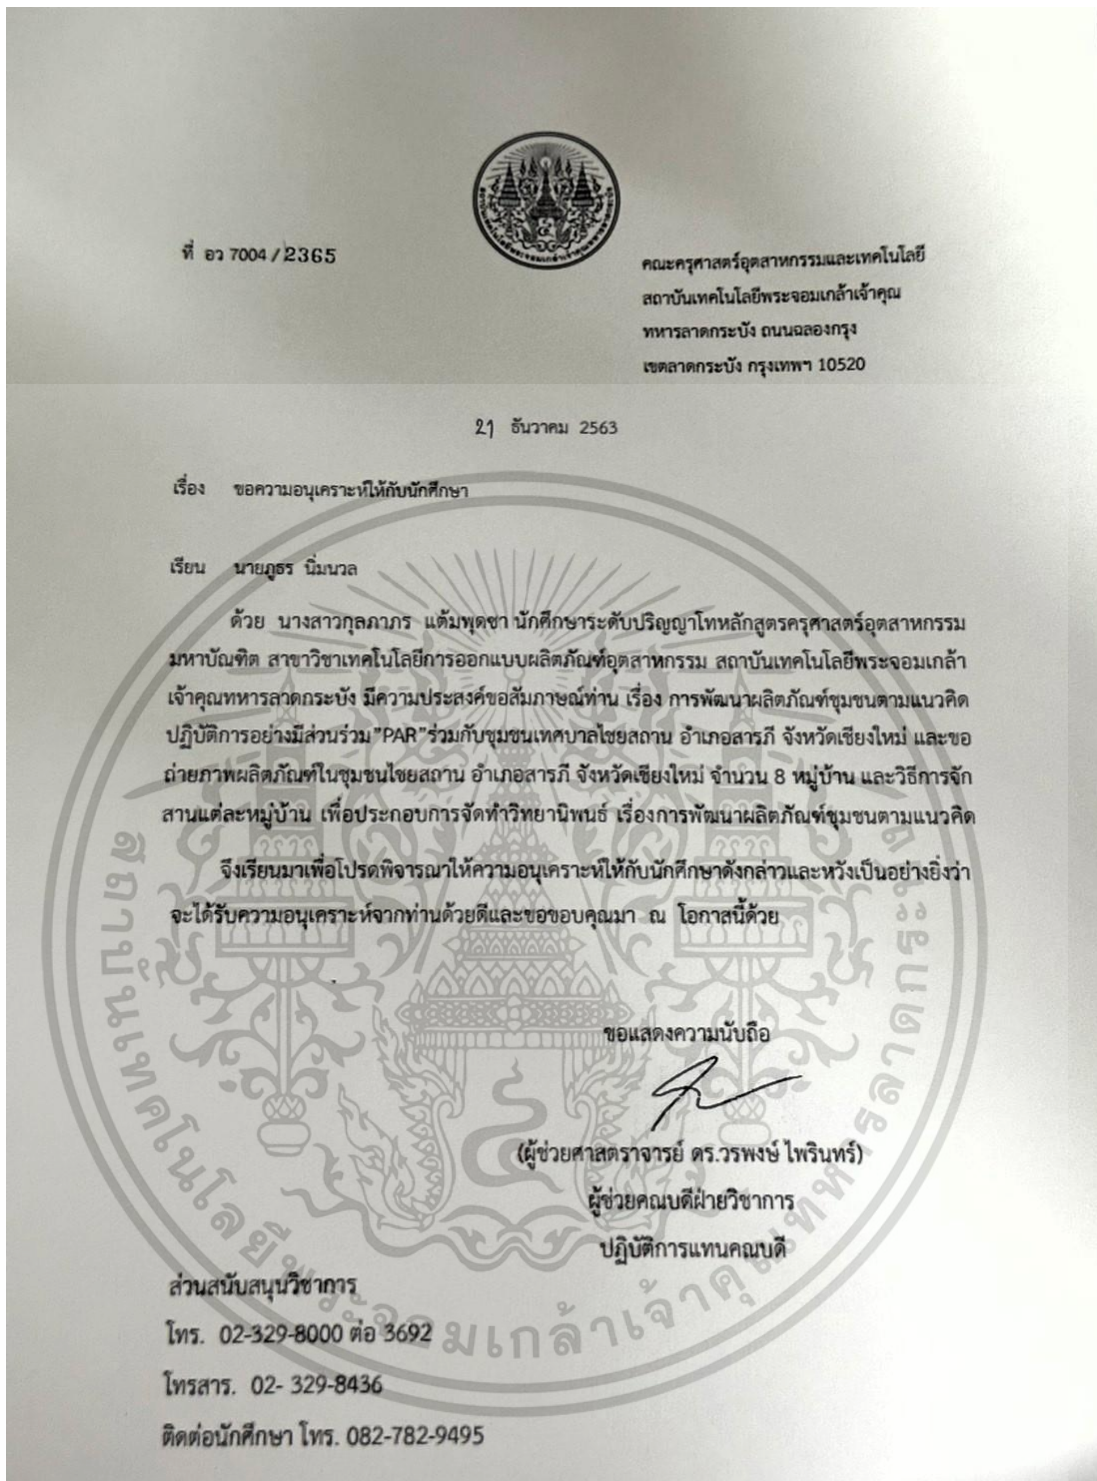 ที่ อว 7004 / 2365
คณะครุศาสตร์อุตสาหกรรมและเทคโนโลยี
สถาบันเทคโนโลยีพระจอมเกล้าเจ้าคุณ
ทหารลาดกระบัง ถนนฉลองกรุง
เขตลาดกระบัง กรุงเทพฯ 10520
21 ธันวาคม 2563
เรื่อง ขอความอนุเคราะห์ให้กับนักศึกษา
เรียน นายภูธร นิ่มนวล
ด้วย นางสาวกุลภาภร แต้มพุดซา นักศึกษาระดับปริญญาโทหลักสูตรครุศาสตร์อุตสาหกรรม
มหาบัณฑิต สาขาวิชาเทคโนโลยีการออกแบบผลิตภัณฑ์อุตสาหกรรม สถาบันเทคโนโลยีพระจอมเกล้า
เจ้าคุณทหารลาดกระบัง มีความประสงค์ขอสัมภาษณ์ท่าน เรื่อง การพัฒนาผลิตภัณฑ์ชุมชนตามแนวคิด
ปฏิบัติการอย่างมีส่วนร่วม"PAR"ร่วมกับชุมชนเทศบาลไชยสถาน อำเภอสารภี จังหวัดเชียงใหม่ และขอ
ถ่ายภาพผลิตภัณฑ์ในชุมชนไชยสถาน อำเภอสารภี จังหวัดเชียงใหม่ จำนวน 8 หมู่บ้าน และวิธีการจัก
สานแต่ละหมู่บ้าน เพื่อประกอบการจัดทำวิทยานิพนธ์ เรื่องการพัฒนาผลิตภัณฑ์ชุมชนตามแนวคิด
จึงเรียนมาเพื่อโปรดพิจารณาให้ความอนุเคราะห์ให้กับนักศึกษาดังกล่าวและหวังเป็นอย่างยิ่งว่า
จะได้รับความอนุเคราะห์จากท่านด้วยดีและขอขอบคุณมา ณ โอกาสนี้ด้วย
ขอแสดงความนับถือ
(ผู้ช่วยศาสตราจารย์ ดร.วรพงษ์ ไพรินทร์)
ผู้ช่วยคณบดีฝ่ายวิชาการ
ปฏิบัติการแทนคณบดี
ส่วนสนับสนุนวิชาการ
โทร. 02-329-8000 ต่อ 3692
โทรสาร. 02- 329-8436
ติดต่อนักศึกษา โทร. 082-782-9495
สถาบันเทคโนโลยีพระจอมเกล้าเจ้าคุณทหารลาดกระบัง